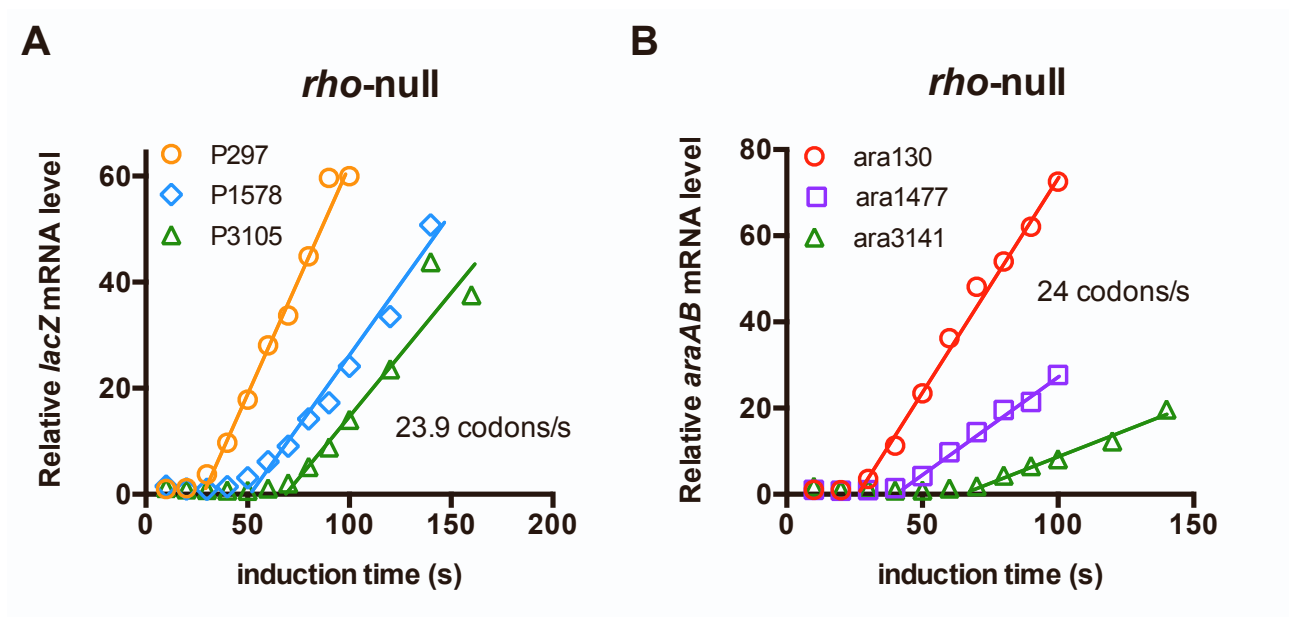 A
rho-null
Relative lacZ mRNA level
P297
P1578
P3105
60
40
20
0
23.9 codons/s
0
50
100
150
200
induction time (s)
B
rho-null
Relative araAB mRNA level
ara130
ara1477
ara3141
80
60
40
20
0
24 codons/s
0
50
100
150
induction time (s)